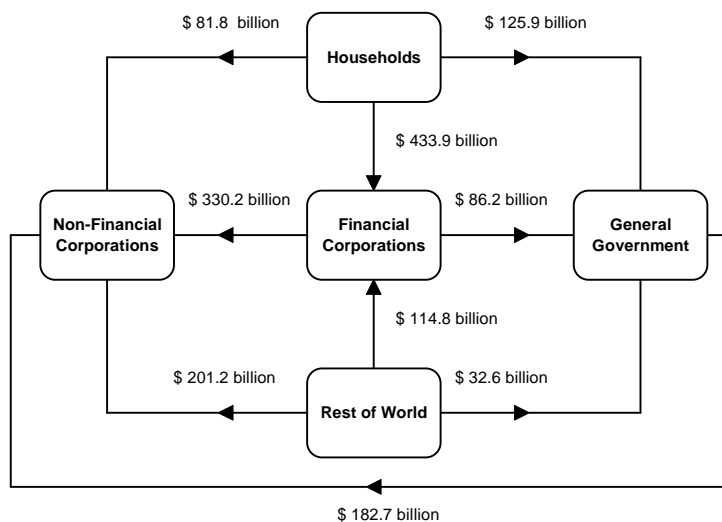 $ 81.8 billion
$ 125.9 billion
Households
$ 433.9 billion
Non-Financial
Corporations
$ 330.2 billion
Financial
Corporations
$ 86.2 billion
General
Government
$ 114.8 billion
$ 201.2 billion
Rest of World
$ 32.6 billion
$ 182.7 billion